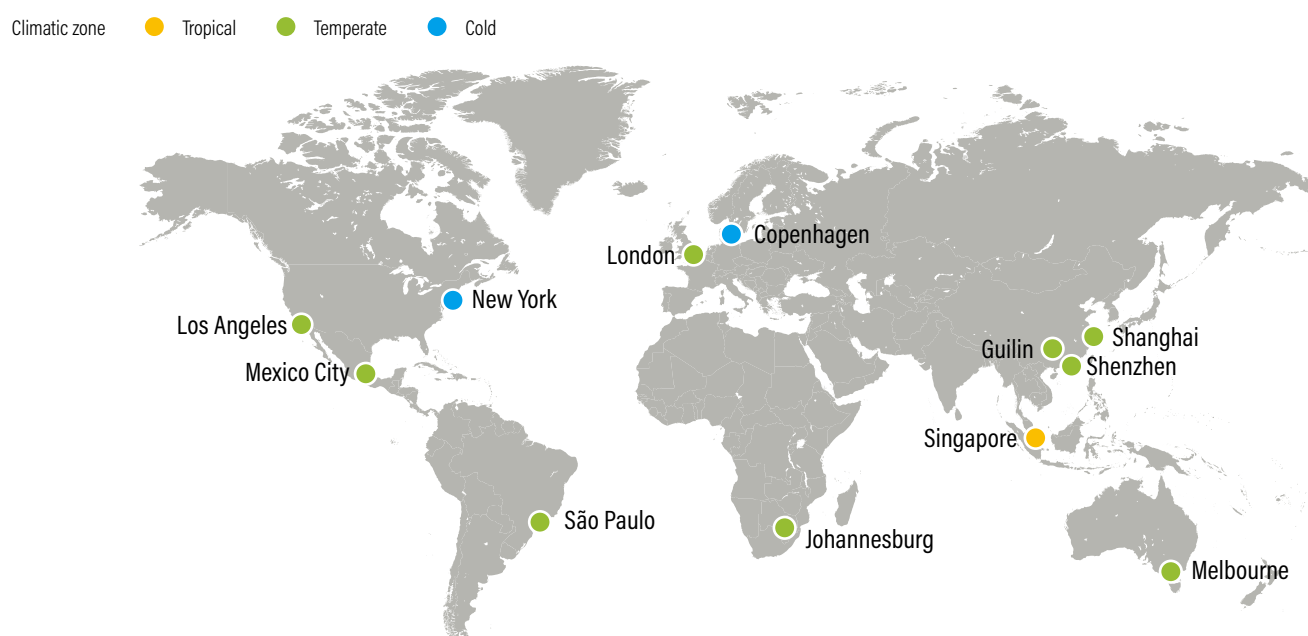 Climatic zone Tropical Temperate Cold
Copenhagen
London
New York
Los Angeles
Shanghai
Guilin
Shenzhen
Mexico City
Singapore
São Paulo
Johannesburg
Melbourne